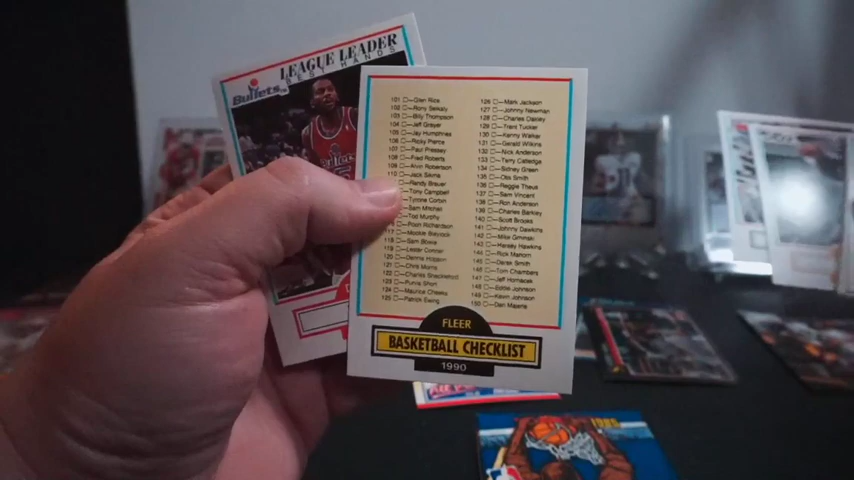 LEAGUE LEADER
BEST HANDS
Bullets
101 Glen Rice
102 Rony Seikaly
103 Billy Thompson
104 Jeff Grayer
105 Jay Humphries
106 Ricky Pierce
107 Paul Pressey
108 Fred Roberts
109 Alvin Robertson
110 Jack Sikma
Randy Breuer
Tony Campbell
Tyrone Corbin
Sam Mitchell
Tod Murphy
Pooh Richardson
Mookie Blaylock
118 Sam Bowie
119 Lester Conner
120 Dennis Hopson
121 Chris Morris
122 Charles Shackleford
123 Purvis Short
124 Maurice Cheeks
125 Patrick Ewing
126 Mark Jackson
127 Johnny Newman
128 Charles Oakley
129 Trent Tucker
130 Kenny Walker
131 Gerald Wilkins
132 Nick Anderson
133 Terry Catledge
134 Sidney Green
135 Otis Smith
136 Reggie Theus
137 Sam Vincent
138 Ron Anderson
139 Charles Barkley
140 Scott Brooks
141 Johnny Dawkins
142 Mike Gminski
143 Hersey Hawkins
144 Rick Mahorn
145 Derek Smith
146 Tom Chambers
147 Jeff Hornacek
148 Eddie Johnson
149 Kevin Johnson
150 Dan Majerle
FLEER
BASKETBALL CHECKLIST
1990